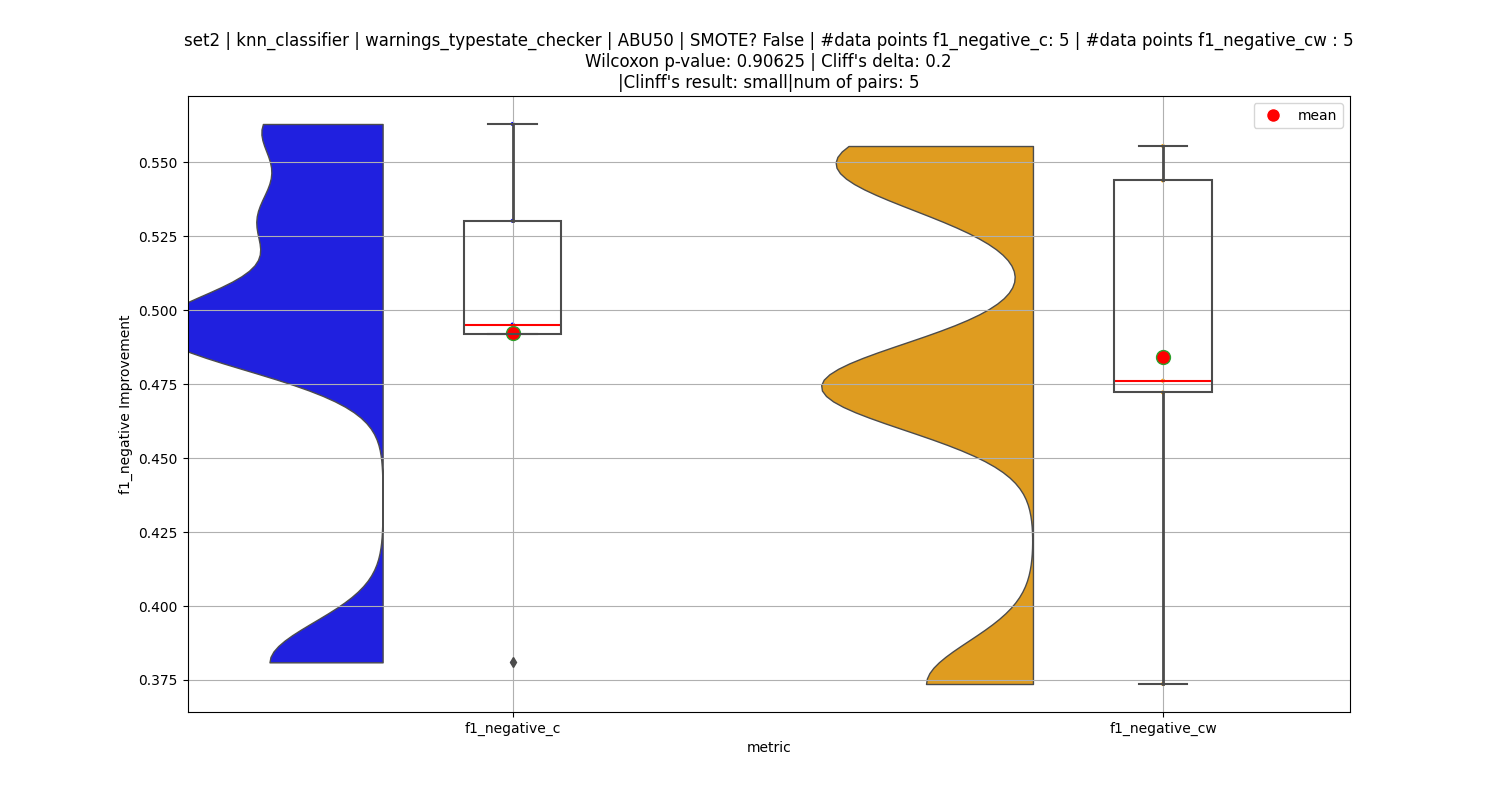 set2 | knn_classifier | warnings_typestate_checker | ABU50 | SMOTE? False | #data points f1_negative_c: 5 | #data points f1_negative_cw : 5
Wilcoxon p-value: 0.90625 | Cliff's delta: 0.2
|Clinff's result: small|num of pairs: 5
mean
f1_negative Improvement
0.550
0.525
0.500
0.475
0.450
0.425
0.400
0.375
f1_negative_c
f1_negative_cw
metric